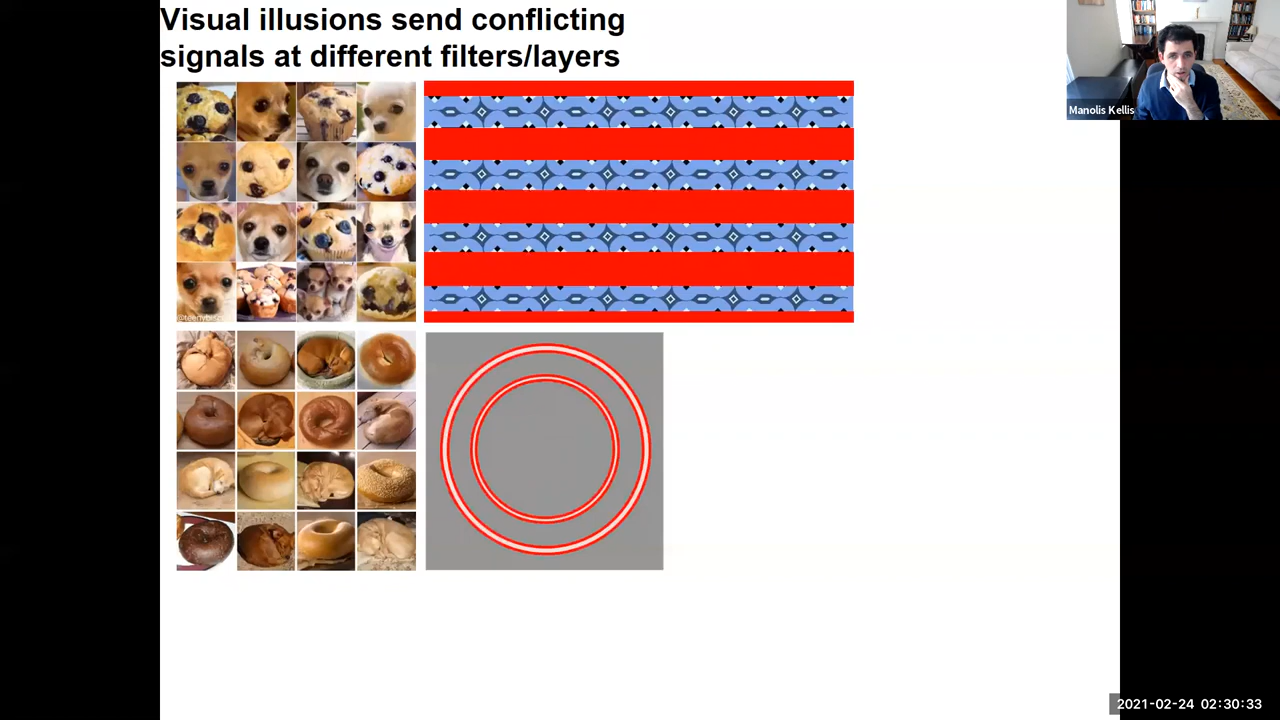 Visual illusions send conflicting
signals at different filters/layers
Manolis Kellis
2021-02-24 02:30:33